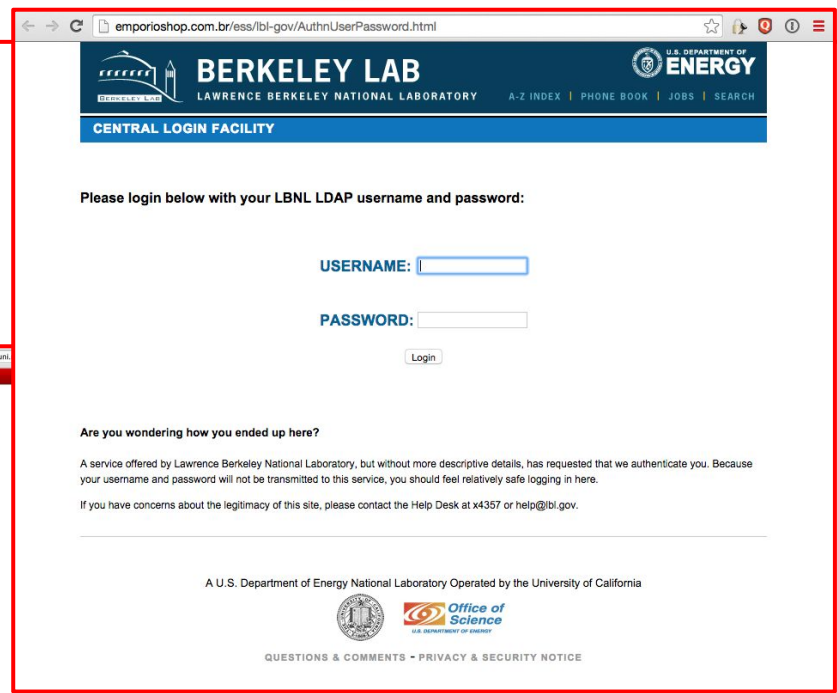 emporioshop.com.br/ess/lbl-gov/AuthnUserPassword.html
BERKELEY LAB
BERKELEY LAB
LAWRENCE BERKELEY NATIONAL LABORATORY
U.S. DEPARTMENT OF
ENERGY
A-Z INDEX | PHONE BOOK | JOBS | SEARCH
CENTRAL LOGIN FACILITY
Please login below with your LBNL LDAP username and password:
USERNAME:
PASSWORD:
Login
uni.
Are you wondering how you ended up here?
A service offered by Lawrence Berkeley National Laboratory, but without more descriptive details, has requested that we authenticate you. Because
your username and password will not be transmitted to this service, you should feel relatively safe logging in here.
If you have concerns about the legitimacy of this site, please contact the Help Desk at x4357 or help@lbl.gov.
A U.S. Department of Energy National Laboratory Operated by the University of California
Office of
Science
U.S. DEPARTMENT OF ENERGY
QUESTIONS & COMMENTS - PRIVACY & SECURITY NOTICE